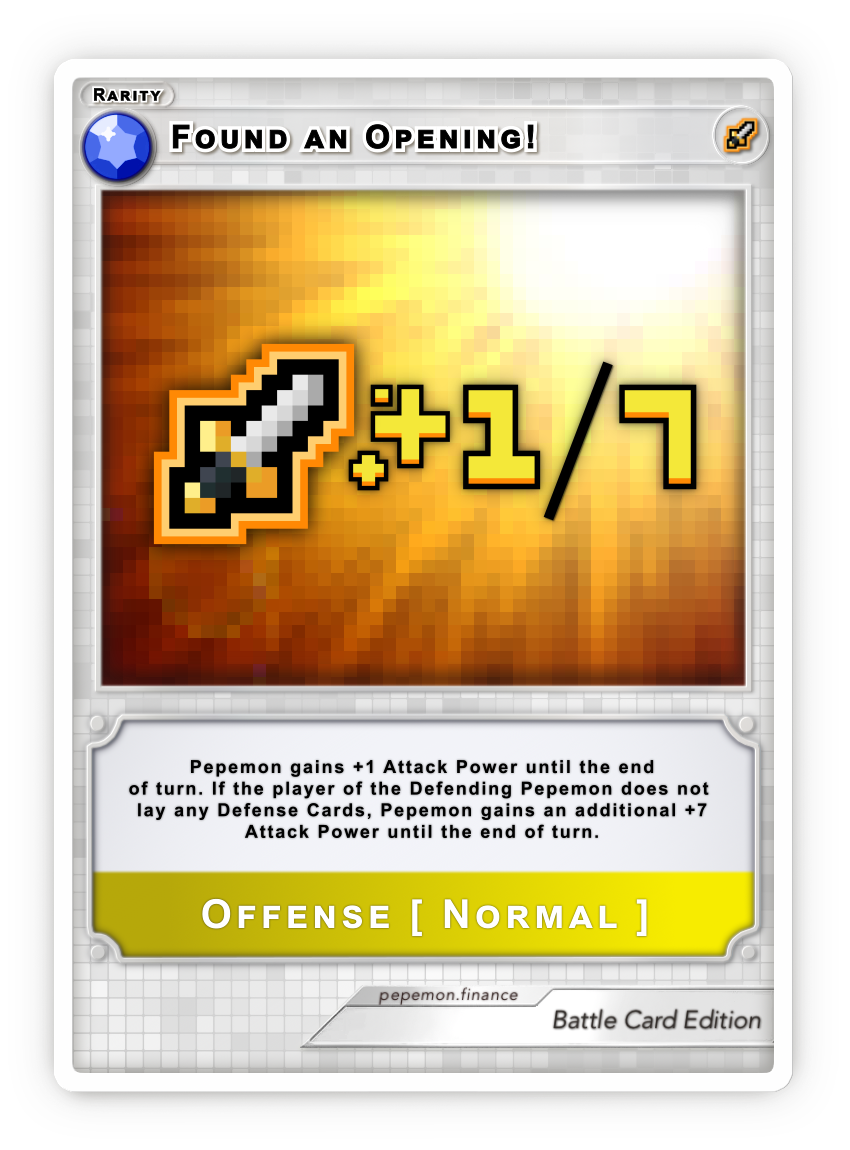 Rarity
Found an Opening!
+1/7
Pepemon gains +1 Attack Power until the end
of turn. If the player of the Defending Pepemon does not
lay any Defense Cards, Pepemon gains an additional +7
Attack Power until the end of turn.
Offense [ Normal ]
pepemon.finance
Battle Card Edition